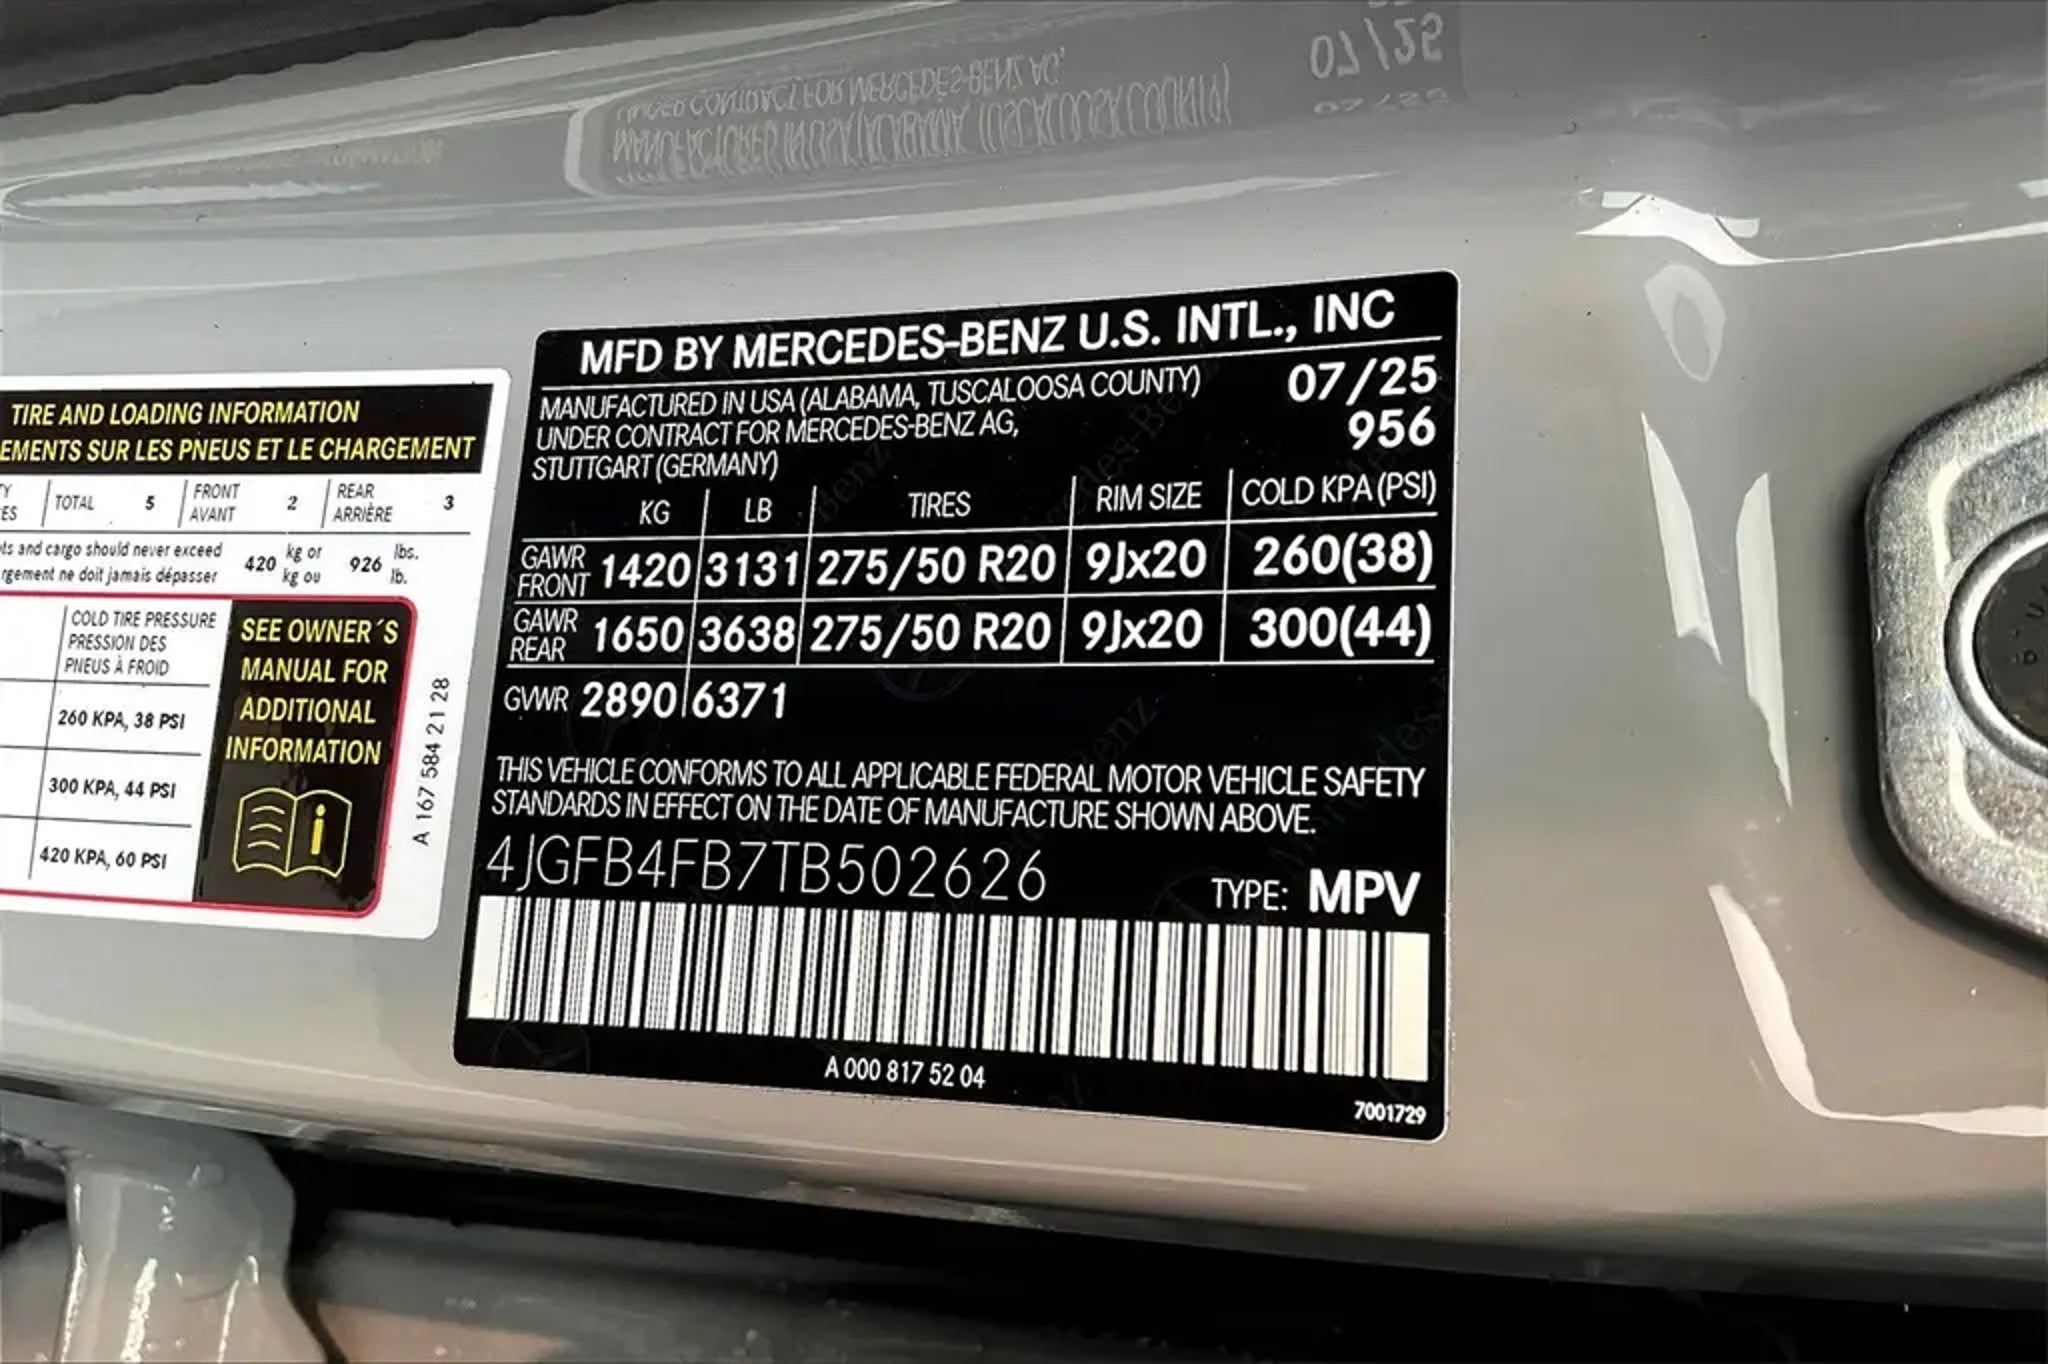 TIRE AND LOADING INFORMATION
EMENTS SUR LES PNEUS ET LE CHARGEMENT
TOTAL 5 FRONT AVANT 2 REAR ARRIÈRE 3
and cargo should never exceed
ne doit jamais dépasser
420 kg or kg ou 926 lbs. lb.
COLD TIRE PRESSURE
PRESSION DES
PNEUS À FROID
260 KPA, 38 PSI
300 KPA, 44 PSI
420 KPA, 60 PSI
SEE OWNER´S
MANUAL FOR
ADDITIONAL
INFORMATION
A 167 584 21 28
MFD BY MERCEDES-BENZ U.S. INTL., INC
MANUFACTURED IN USA (ALABAMA, TUSCALOOSA COUNTY) 07/25
UNDER CONTRACT FOR MERCEDES-BENZ AG, 956
STUTTGART (GERMANY)
KG LB TIRES RIM SIZE COLD KPA (PSI)
GAWR FRONT 1420 3131 275/50 R20 9Jx20 260(38)
GAWR REAR 1650 3638 275/50 R20 9Jx20 300(44)
GVWR 2890 6371
THIS VEHICLE CONFORMS TO ALL APPLICABLE FEDERAL MOTOR VEHICLE SAFETY
STANDARDS IN EFFECT ON THE DATE OF MANUFACTURE SHOWN ABOVE.
4JGFB4FB7TB502626
TYPE: MPV
A 000 817 52 04
7001729